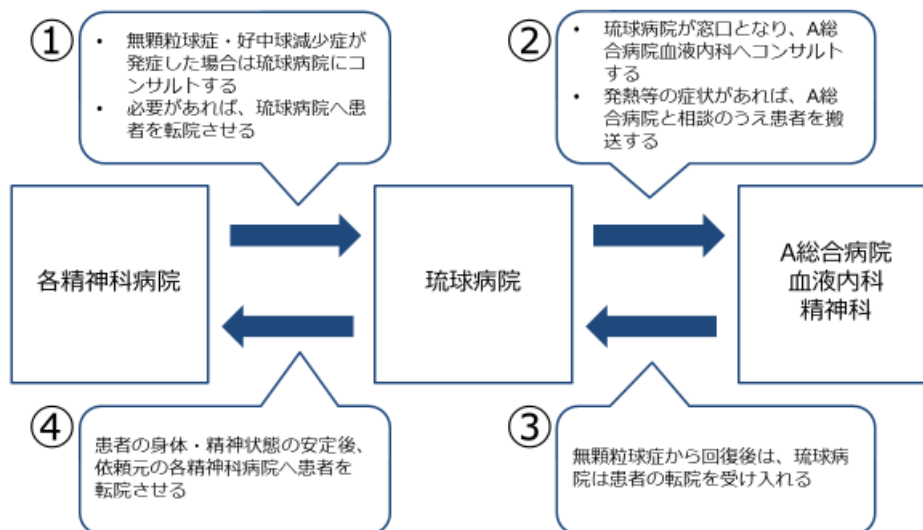 ①
• 無顆粒球症・好中球減少症が
発症した場合は琉球病院にコ
ンサルトする
• 必要があれば、琉球病院へ患
者を転院させる
②
• 琉球病院が窓口となり、A総
合病院血液内科へコンサルト
する
• 発熱等の症状があれば、A総
合病院と相談のうえ患者を搬
送する
各精神科病院
琉球病院
A総合病院
血液内科
精神科
④
患者の身体・精神状態の安定後、
依頼元の各精神科病院へ患者を
転院させる
③
無顆粒球症から回復後は、琉球病
院は患者の転院を受け入れる